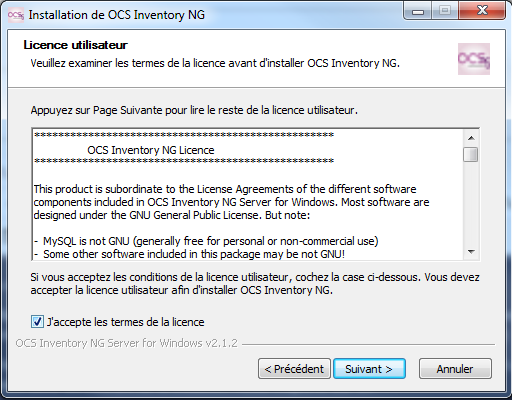 Installation de OCS Inventory NG
Licence utilisateur
Veuillez examiner les termes de la licence avant d'installer OCS Inventory NG.
OCSng
Appuyez sur Page Suivante pour lire le reste de la licence utilisateur.
**************************************************
OCS Inventory NG Licence
**************************************************
This product is subordinate to the License Agreements of the different software
components included in OCS Inventory NG Server for Windows. Most software are
designed under the GNU General Public License. But note:
- MySQL is not GNU (generally free for personal or non-commercial use)
- Some other software included in this package may be not GNU!
Si vous acceptez les conditions de la licence utilisateur, cochez la case ci-dessous. Vous devez
accepter la licence utilisateur afin d'installer OCS Inventory NG.
J'accepte les termes de la licence
OCS Inventory NG Server for Windows v2.1.2
< Précédent
Suivant >
Annuler